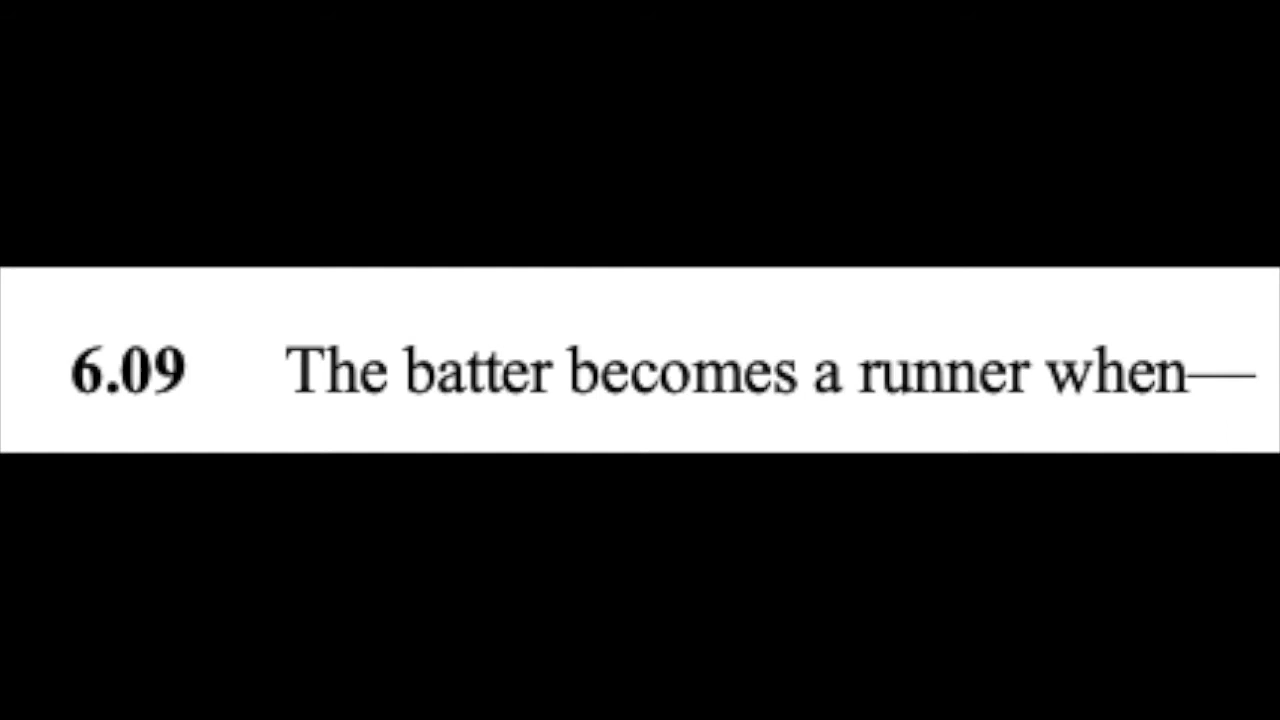 6.09 The batter becomes a runner when—